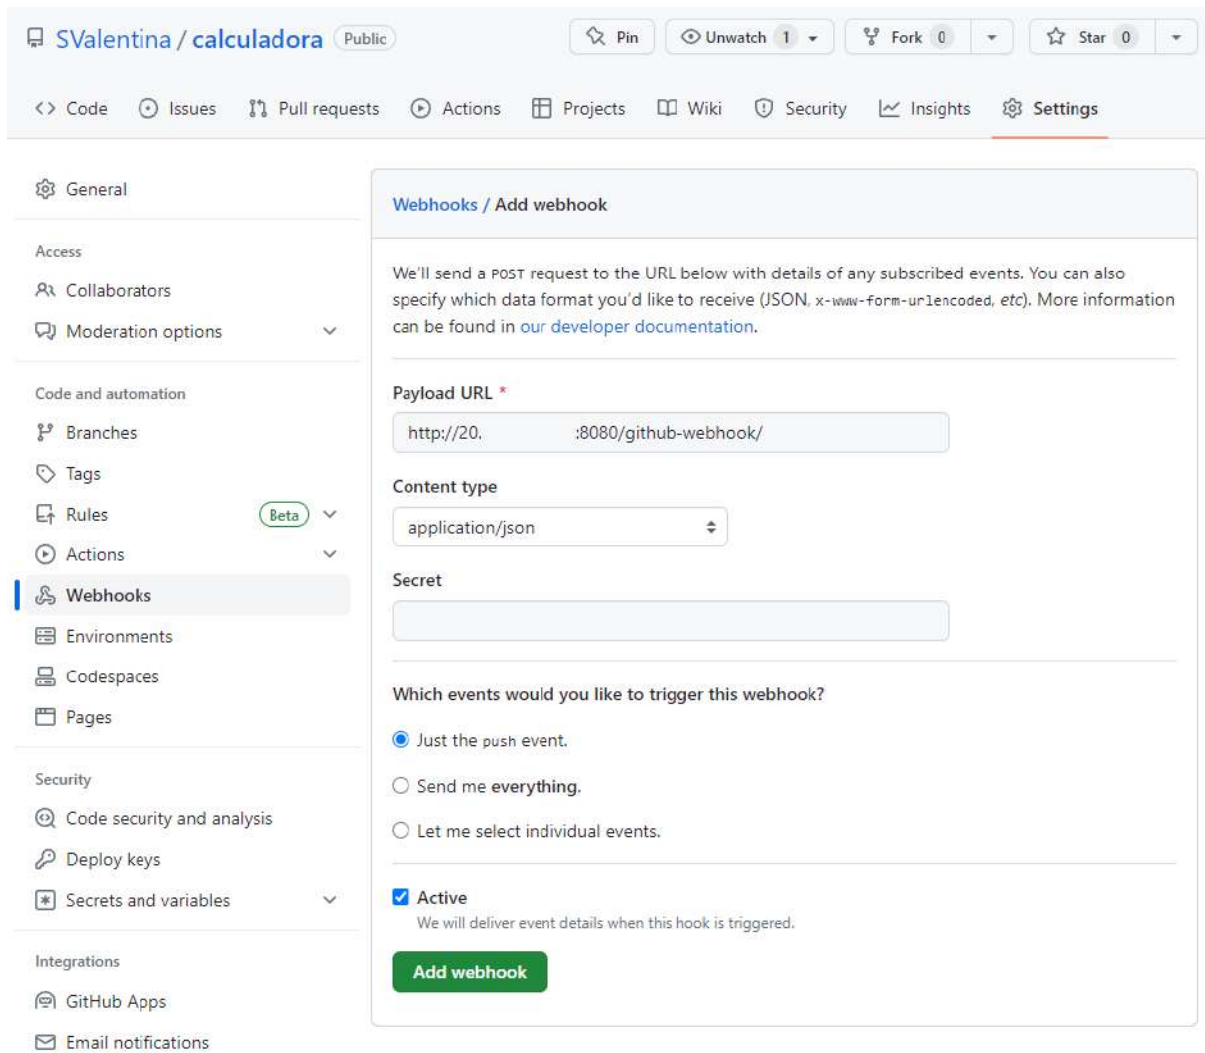 SValentina / calculadora Public
Pin
Unwatch 1
Fork 0
Star 0
Code
Issues
Pull requests
Actions
Projects
Wiki
Security
Insights
Settings
General
Access
Collaborators
Moderation options
Code and automation
Branches
Tags
Rules Beta
Actions
Webhooks
Environments
Codespaces
Pages
Security
Code security and analysis
Deploy keys
Secrets and variables
Integrations
GitHub Apps
Email notifications
Webhooks / Add webhook
We'll send a POST request to the URL below with details of any subscribed events. You can also
specify which data format you'd like to receive (JSON, x-www-form-urlencoded, etc). More information
can be found in our developer documentation.
Payload URL *
http://20. :8080/github-webhook/
Content type
application/json
Secret
Which events would you like to trigger this webhook?
Just the push event.
Send me everything.
Let me select individual events.
Active
We will deliver event details when this hook is triggered.
Add webhook